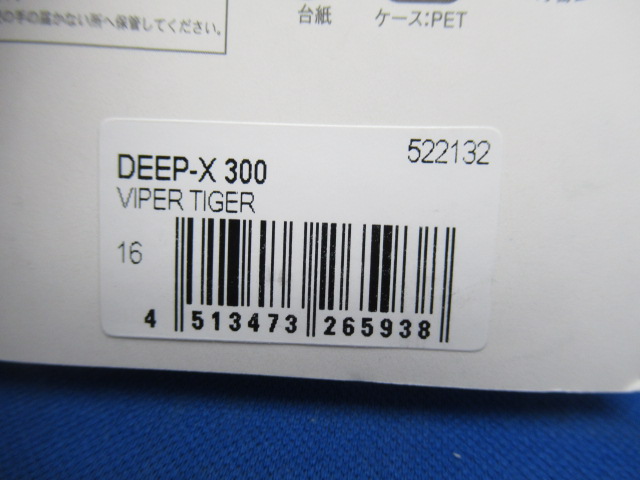 の手の届かない所へ保管してください。
台紙
ケース:PET
522132
DEEP-X 300
VIPER TIGER
16
4 513473 265938